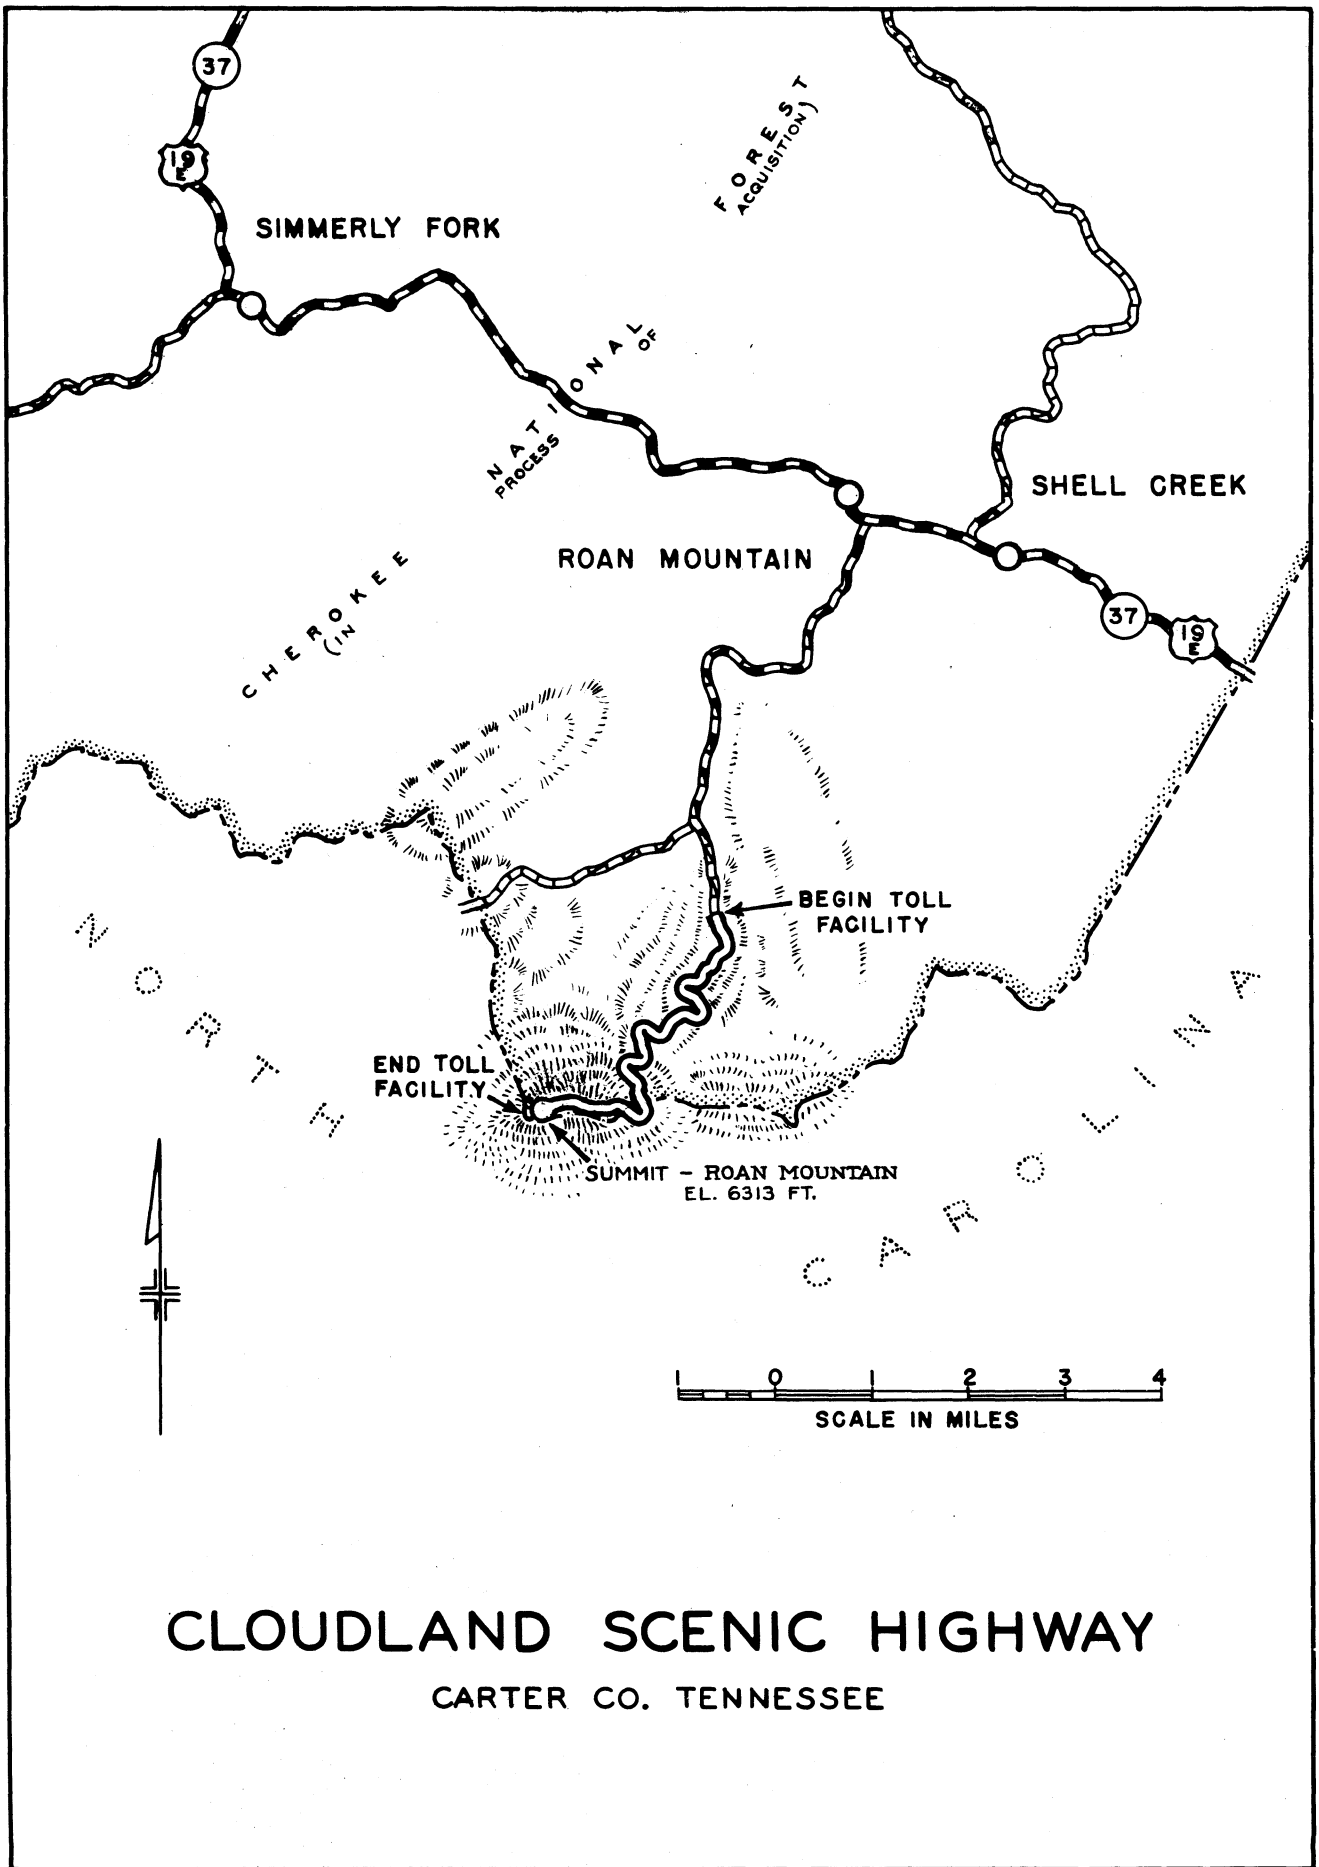 37
19
E
SIMMERLY FORK
CHEROKEE NATIONAL FOREST
(IN PROCESS OF ACQUISITION)
SHELL CREEK
ROAN MOUNTAIN
37
19
E
BEGIN TOLL
FACILITY
END TOLL
FACILITY
SUMMIT – ROAN MOUNTAIN
EL. 6313 FT.
NORTH CAROLINA
1 0 1 2 3 4
SCALE IN MILES
CLOUDLAND SCENIC HIGHWAY
CARTER CO. TENNESSEE